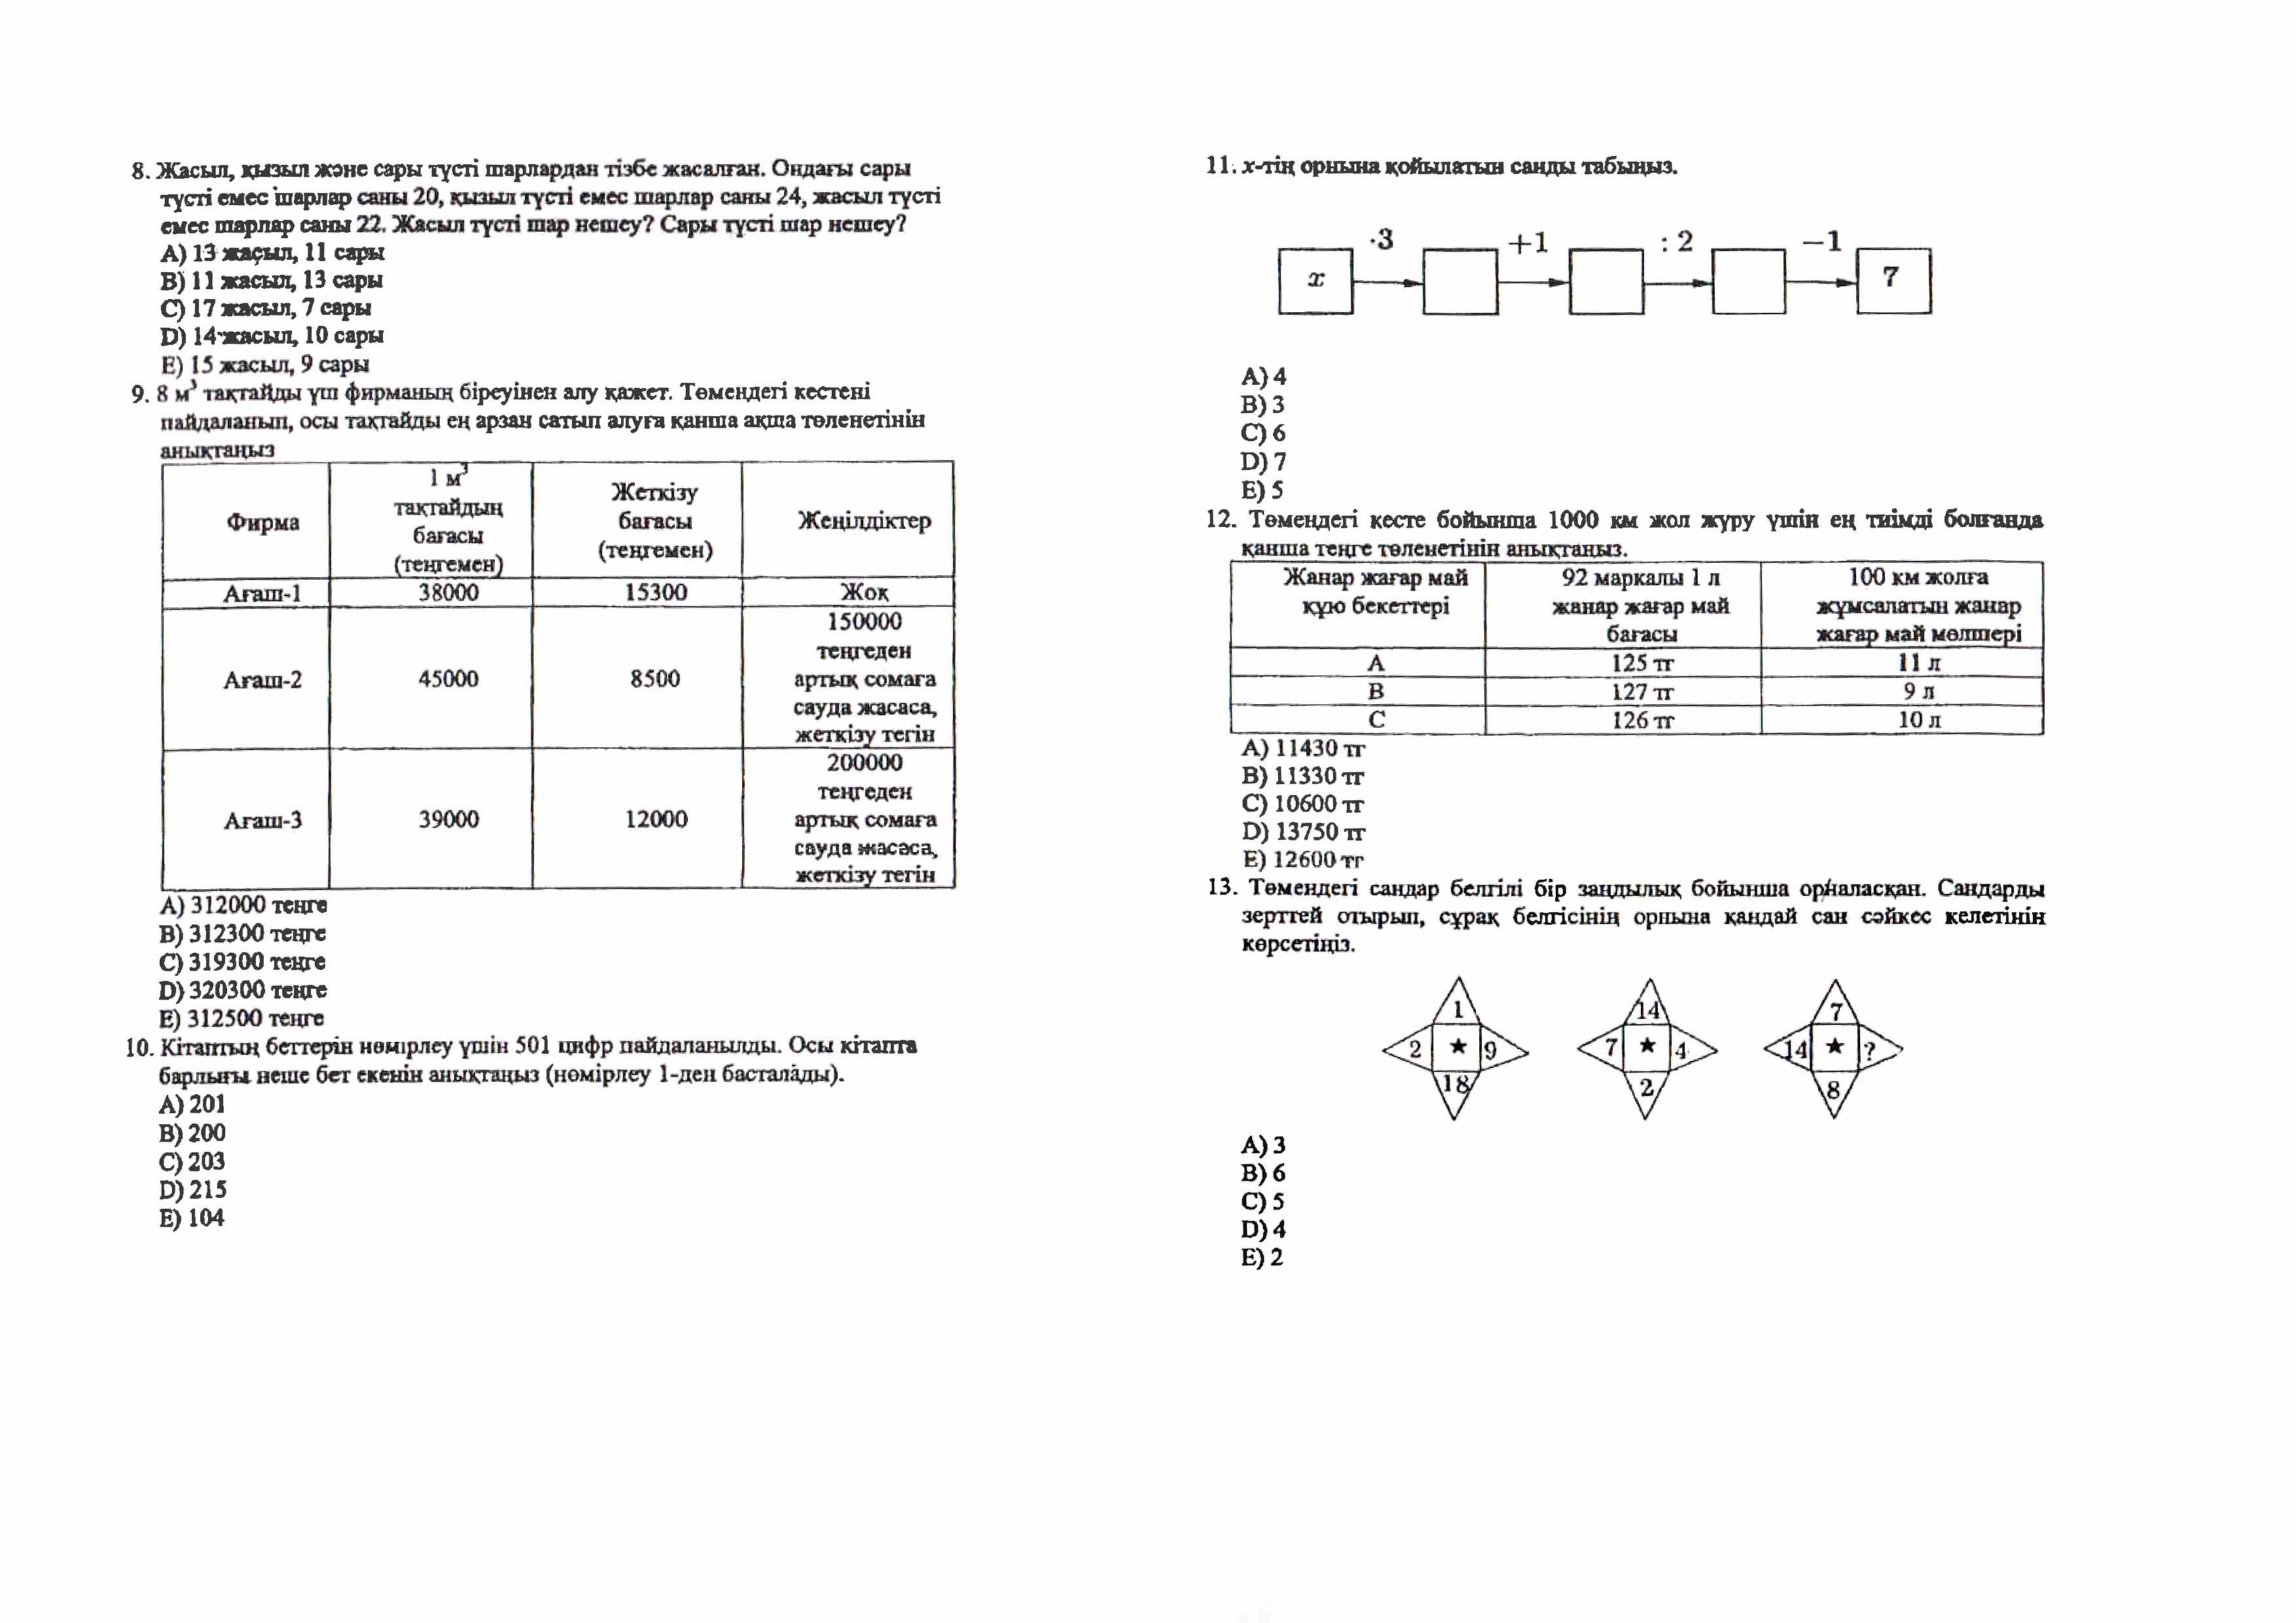 8. Жасыл, қызыл және сары түсті шарлардан тізбе жасалған. Ондағы сары
түсті емес шарлар саны 20, қызыл түсті емес шарлар саны 24, жасыл түсті
емес шарлар саны 22. Жасыл түсті шар нешеу? Сары түсті шар нешеу?
A) 13 жасыл, 11 сары
B) 11 жасыл, 13 сары
C) 17 жасыл, 7 сары
D) 14 жасыл, 10 сары
E) 15 жасыл, 9 сары
9. 8 м³ тақтайды үш фирманың біреуінен алу қажет. Төмендегі кестені
пайдаланып, осы тақтайды ең арзан сатып алуға қанша ақша төленетінін
анықтаңыз
Фирма
1 м³
тақтайдың
бағасы
(теңгемен)
Жеткізу
бағасы
(теңгемен)
Жеңілдіктер
Ағаш-1 38000 15300 Жоқ
Ағаш-2 45000 8500
150000
теңгеден
артық сомаға
сауда жасаса,
жеткізу тегін
Ағаш-3 39000 12000
200000
теңгеден
артық сомаға
сауда жасаса,
жеткізу тегін
A) 312000 теңге
B) 312300 теңге
C) 319300 теңге
D) 320300 теңге
E) 312500 теңге
10. Кітаптың беттерін нөмірлеу үшін 501 цифр пайдаланылды. Осы кітапта
барлығы неше бет екенін анықтаңыз (нөмірлеу 1-ден басталады).
A) 201
B) 200
C) 203
D) 215
E) 104
11. x-тің орнына қойылатын санды табыңыз.
·3 +1 : 2 −1
x 7
A) 4
B) 3
C) 6
D) 7
E) 5
12. Төмендегі кесте бойынша 1000 км жол жүру үшін ең тиімді болғанда
қанша теңге төленетінін анықтаңыз.
Жанар жағар май
құю бекеттері
92 маркалы 1 л
жанар жағар май
бағасы
100 км жолға
жұмсалатын жанар
жағар май мөлшері
A 125 тг 11 л
B 127 тг 9 л
C 126 тг 10 л
A) 11430 тг
B) 11330 тг
C) 10600 тг
D) 13750 тг
E) 12600 тг
13. Төмендегі сандар белгілі бір заңдылық бойынша орналасқан. Сандарды
зерттей отырып, сұрақ белгісінің орнына қандай сан сәйкес келетінін
көрсетіңіз.
1 14 7
2 ★ 9 7 ★ 4 14 ★ ?
18 2 8
A) 3
B) 6
C) 5
D) 4
E) 2